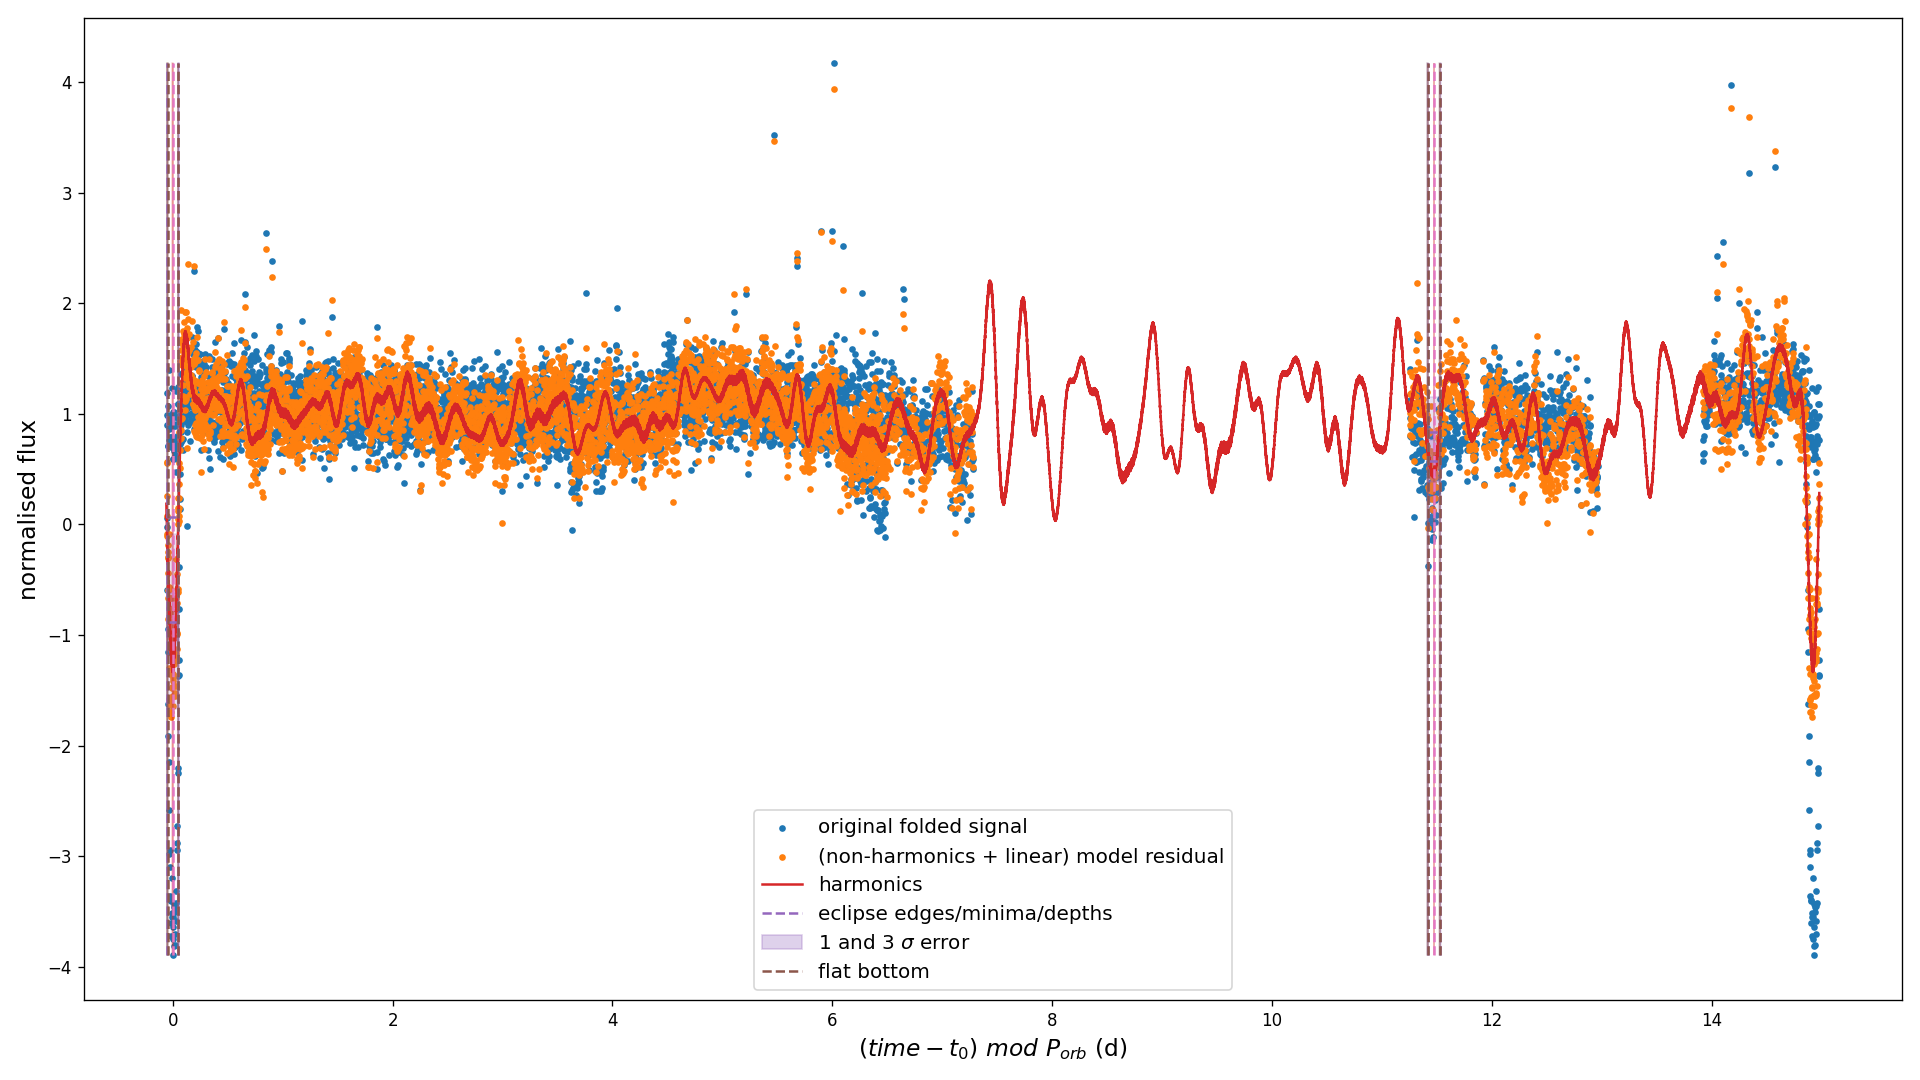 4
3
2
1
0
−1
−2
−3
−4
normalised flux
original folded signal
(non-harmonics + linear) model residual
harmonics
eclipse edges/minima/depths
1 and 3 σ error
flat bottom
0 2 4 6 8 10 12 14
(time − t₀) mod Pₒᵣᵦ (d)